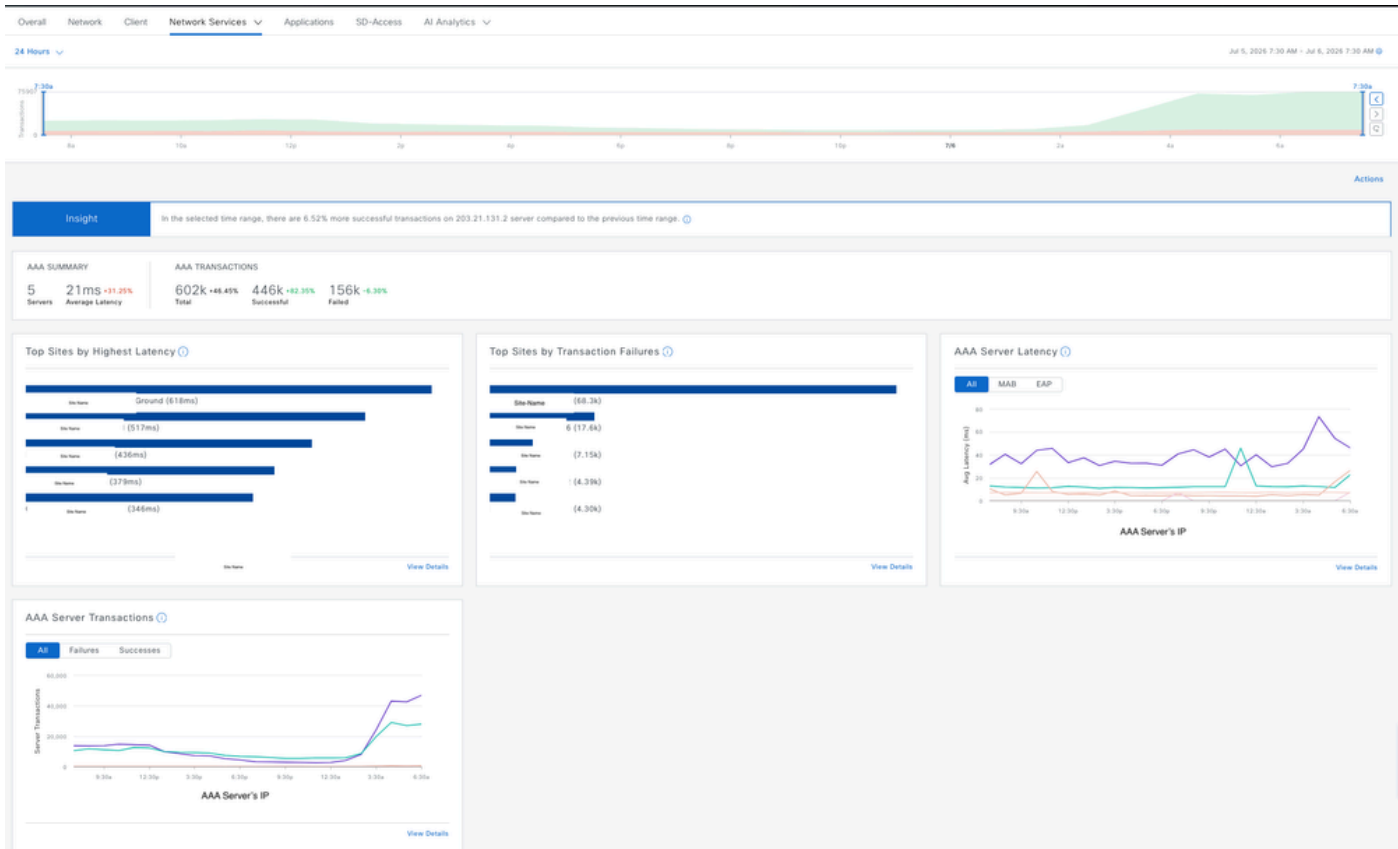 Overall Network Client Network Services Applications SD-Access AI Analytics
24 Hours
Jul 5, 2026 7:30 AM - Jul 6, 2026 7:30 AM
7:30a 7:30a
Transactions
0
8a 10a 12p 2p 4p 6p 8p 10p 7/6 2a 4a 6a
Actions
Insight
In the selected time range, there are 6.52% more successful transactions on 203.21.131.2 server compared to the previous time range.
AAA SUMMARY
5
Servers
21ms +31.25%
Average Latency
AAA TRANSACTIONS
602k +46.45%
Total
446k +82.35%
Successful
156k -6.38%
Failed
Top Sites by Highest Latency
Site Name Ground (618ms)
Site Name (517ms)
Site Name (436ms)
Site Name (379ms)
Site Name (346ms)
Site Name
View Details
Top Sites by Transaction Failures
Site-Name (68.3k)
Site Name 6 (17.6k)
Site Name (7.15k)
Site Name (4.39k)
Site Name (4.30k)
View Details
AAA Server Latency
All MAB EAP
Avg Latency (ms)
80
60
40
20
0
9:30a 12:30p 3:30p 6:30p 9:30p 12:30a 3:30a 6:30a
AAA Server's IP
View Details
AAA Server Transactions
All Failures Successes
Server Transactions
60,000
40,000
20,000
0
9:30a 12:30p 3:30p 6:30p 9:30p 12:30a 3:30a 6:30a
AAA Server's IP
View Details